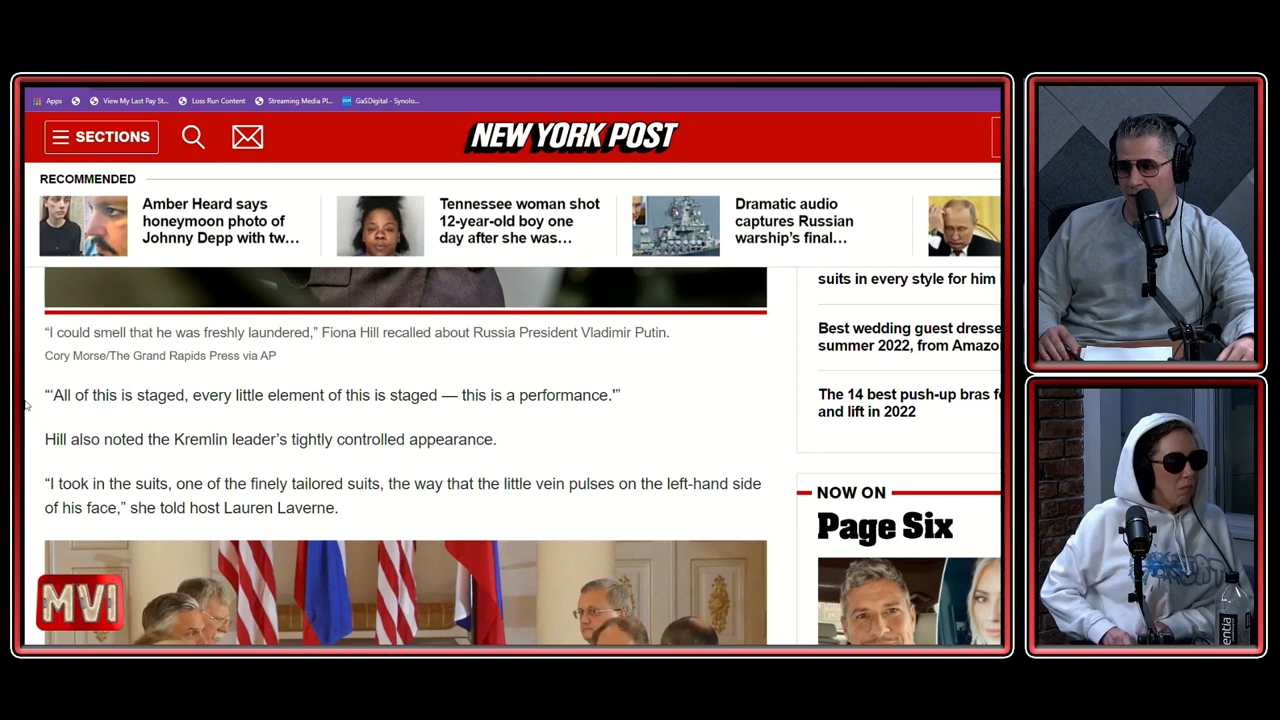 Apps
View My Last Pay St...
Loss Run Content
Streaming Media Pl...
GaSDigital - Synolo...
SECTIONS
NEW YORK POST
RECOMMENDED
Amber Heard says
honeymoon photo of
Johnny Depp with tw…
Tennessee woman shot
12-year-old boy one
day after she was…
Dramatic audio
captures Russian
warship's final…
“I could smell that he was freshly laundered,” Fiona Hill recalled about Russia President Vladimir Putin.
Cory Morse/The Grand Rapids Press via AP
“‘All of this is staged, every little element of this is staged — this is a performance.'”
Hill also noted the Kremlin leader’s tightly controlled appearance.
“I took in the suits, one of the finely tailored suits, the way that the little vein pulses on the left-hand side
of his face,” she told host Lauren Laverne.
suits in every style for him
Best wedding guest dresse
summer 2022, from Amazo
The 14 best push-up bras f
and lift in 2022
NOW ON
Page Six
MVI
entia